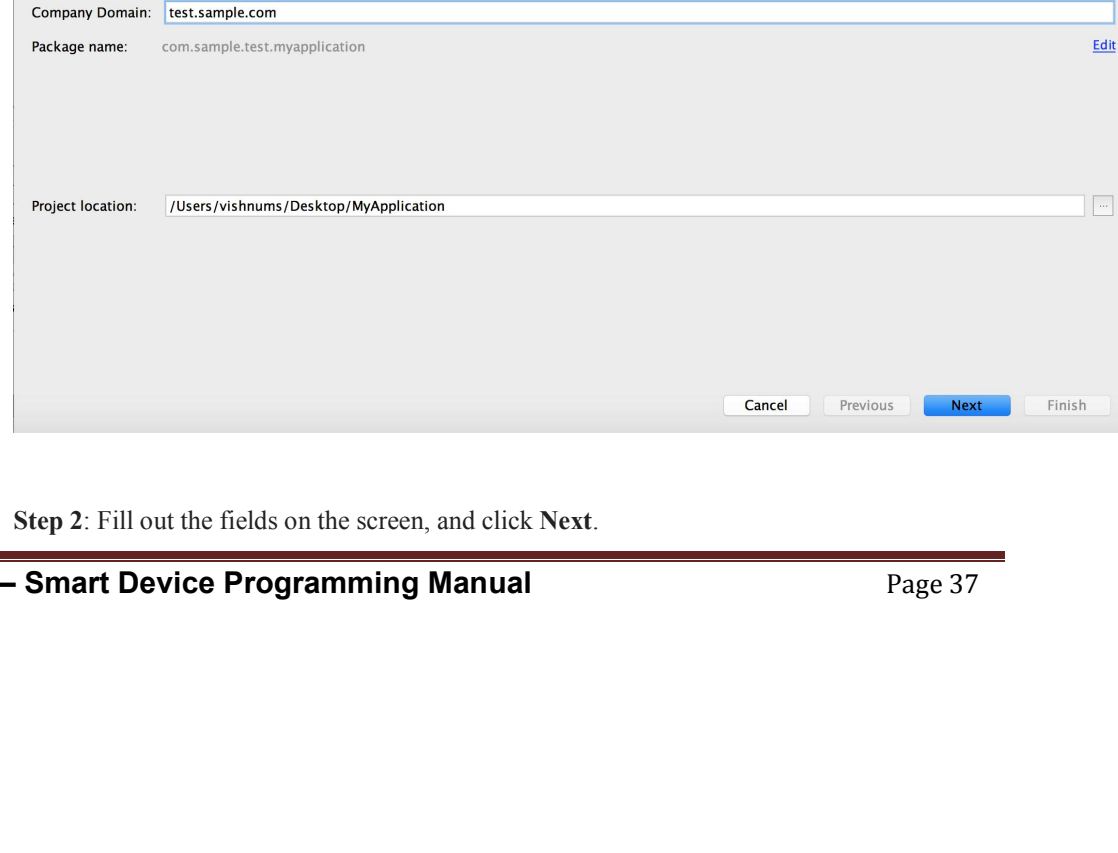 Company Domain: test.sample.com
Package name: com.sample.test.myapplication Edit
Project location: /Users/vishnums/Desktop/MyApplication ...
Cancel Previous Next Finish
Step 2: Fill out the fields on the screen, and click Next.
– Smart Device Programming Manual Page 37